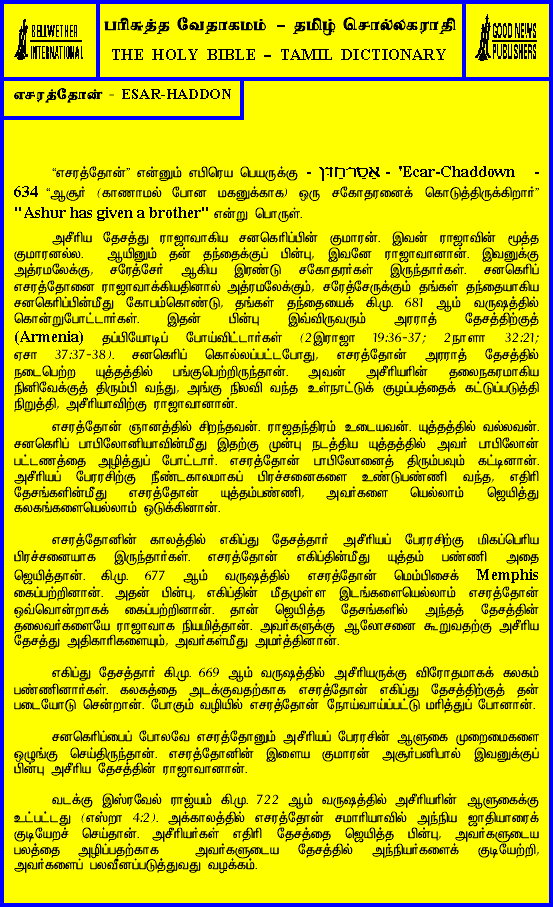 BELLWETHER
INTERNATIONAL
பரிசுத்த வேதாகமம் – தமிழ் சொல்லகராதி
THE HOLY BIBLE – TAMIL DICTIONARY
GOOD NEWS
PUBLISHERS
எசரத்தோன் - ESAR-HADDON
“எசரத்தோன்” என்னும் எபிரெய பெயருக்கு - אסרחדון - 'Ecar-Chaddown -
634 “ஆசூர் (காணாமல் போன மகனுக்காக) ஒரு சகோதரனைக் கொடுத்திருக்கிறார்”
"Ashur has given a brother" என்று பொருள்.
அசீரிய தேசத்து ராஜாவாகிய சனகெரிப்பின் குமாரன். இவன் ராஜாவின் மூத்த
குமாரனல்ல. ஆயினும் தன் தந்தைக்குப் பின்பு, இவனே ராஜாவானான். இவனுக்கு
அத்ரமலேக்கு, சரேத்சேர் ஆகிய இரண்டு சகோதரர்கள் இருந்தார்கள். சனகெரிப்
எசரத்தோனை ராஜாவாக்கியதினால் அத்ரமலேக்கும், சரேத்சேருக்கும் தங்கள் தந்தையாகிய
சனகெரிப்பின்மீது கோபம்கொண்டு, தங்கள் தந்தையைக் கி.மு. 681 ஆம் வருஷத்தில்
கொன்றுபோட்டார்கள். இதன் பின்பு இவ்விருவரும் அரராத் தேசத்திற்குத்
(Armenia) தப்பியோடிப் போய்விட்டார்கள் (2இராஜா 19:36-37; 2நாளா 32:21;
ஏசா 37:37-38). சனகெரிப் கொல்லப்பட்டபோது, எசரத்தோன் அரராத் தேசத்தில்
நடைபெற்ற யுத்தத்தில் பங்குபெற்றிருந்தான். அவன் அசீரியரின் தலைநகரமாகிய
நினிவேக்குத் திரும்பி வந்து, அங்கு நிலவி வந்த உள்நாட்டுக் குழப்பத்தைக் கட்டுப்படுத்தி
நிறுத்தி, அசீரியாவிற்கு ராஜாவானான்.
எசரத்தோன் ஞானத்தில் சிறந்தவன். ராஜதந்திரம் உடையவன். யுத்தத்தில் வல்லவன்.
சனகெரிப் பாபிலோனியாவின்மீது இதற்கு முன்பு நடத்திய யுத்தத்தில் அவர் பாபிலோன்
பட்டணத்தை அழித்துப் போட்டார். எசரத்தோன் பாபிலோனைத் திரும்பவும் கட்டினான்.
அசீரியப் பேரரசிற்கு நீண்டகாலமாகப் பிரச்சனைகளை உண்டுபண்ணி வந்த, எதிரி
தேசங்களின்மீது எசரத்தோன் யுத்தம்பண்ணி, அவர்களை யெல்லாம் ஜெயித்து
கலகங்களையெல்லாம் ஒடுக்கினான்.
எசரத்தோனின் காலத்தில் எகிப்து தேசத்தார் அசீரியப் பேரரசிற்கு மிகப்பெரிய
பிரச்சனையாக இருந்தார்கள். எசரத்தோன் எகிப்தின்மீது யுத்தம் பண்ணி அதை
ஜெயித்தான். கி.மு. 677 ஆம் வருஷத்தில் எசரத்தோன் மெம்பிசைக் Memphis
கைப்பற்றினான். அதன் பின்பு, எகிப்தின் மீதமுள்ள இடங்களையெல்லாம் எசரத்தோன்
ஒவ்வொன்றாகக் கைப்பற்றினான். தான் ஜெயித்த தேசங்களில் அந்தத் தேசத்தின்
தலைவர்களையே ராஜாவாக நியமித்தான். அவர்களுக்கு ஆலோசனை கூறுவதற்கு அசீரிய
தேசத்து அதிகாரிகளையும், அவர்கள்மீது அமர்த்தினான்.
எகிப்து தேசத்தார் கி.மு. 669 ஆம் வருஷத்தில் அசீரியருக்கு விரோதமாகக் கலகம்
பண்ணினார்கள். கலகத்தை அடக்குவதற்காக எசரத்தோன் எகிப்து தேசத்திற்குத் தன்
படையோடு சென்றான். போகும் வழியில் எசரத்தோன் நோய்வாய்ப்பட்டு மரித்துப் போனான்.
சனகெரிப்பைப் போலவே எசரத்தோனும் அசீரியப் பேரரசின் ஆளுகை முறைமைகளை
ஒழுங்கு செய்திருந்தான். எசரத்தோனின் இளைய குமாரன் அசூர்பனிபால் இவனுக்குப்
பின்பு அசீரிய தேசத்தின் ராஜாவானான்.
வடக்கு இஸ்ரவேல் ராஜ்யம் கி.மு. 722 ஆம் வருஷத்தில் அசீரியரின் ஆளுகைக்கு
உட்பட்டது (எஸ்றா 4:2). அக்காலத்தில் எசரத்தோன் சமாரியாவில் அந்நிய ஜாதியாரைக்
குடியேறச் செய்தான். அசீரியர்கள் எதிரி தேசத்தை ஜெயித்த பின்பு, அவர்களுடைய
பலத்தை அழிப்பதற்காக அவர்களுடைய தேசத்தில் அந்நியர்களைக் குடியேற்றி,
அவர்களைப் பலவீனப்படுத்துவது வழக்கம்.